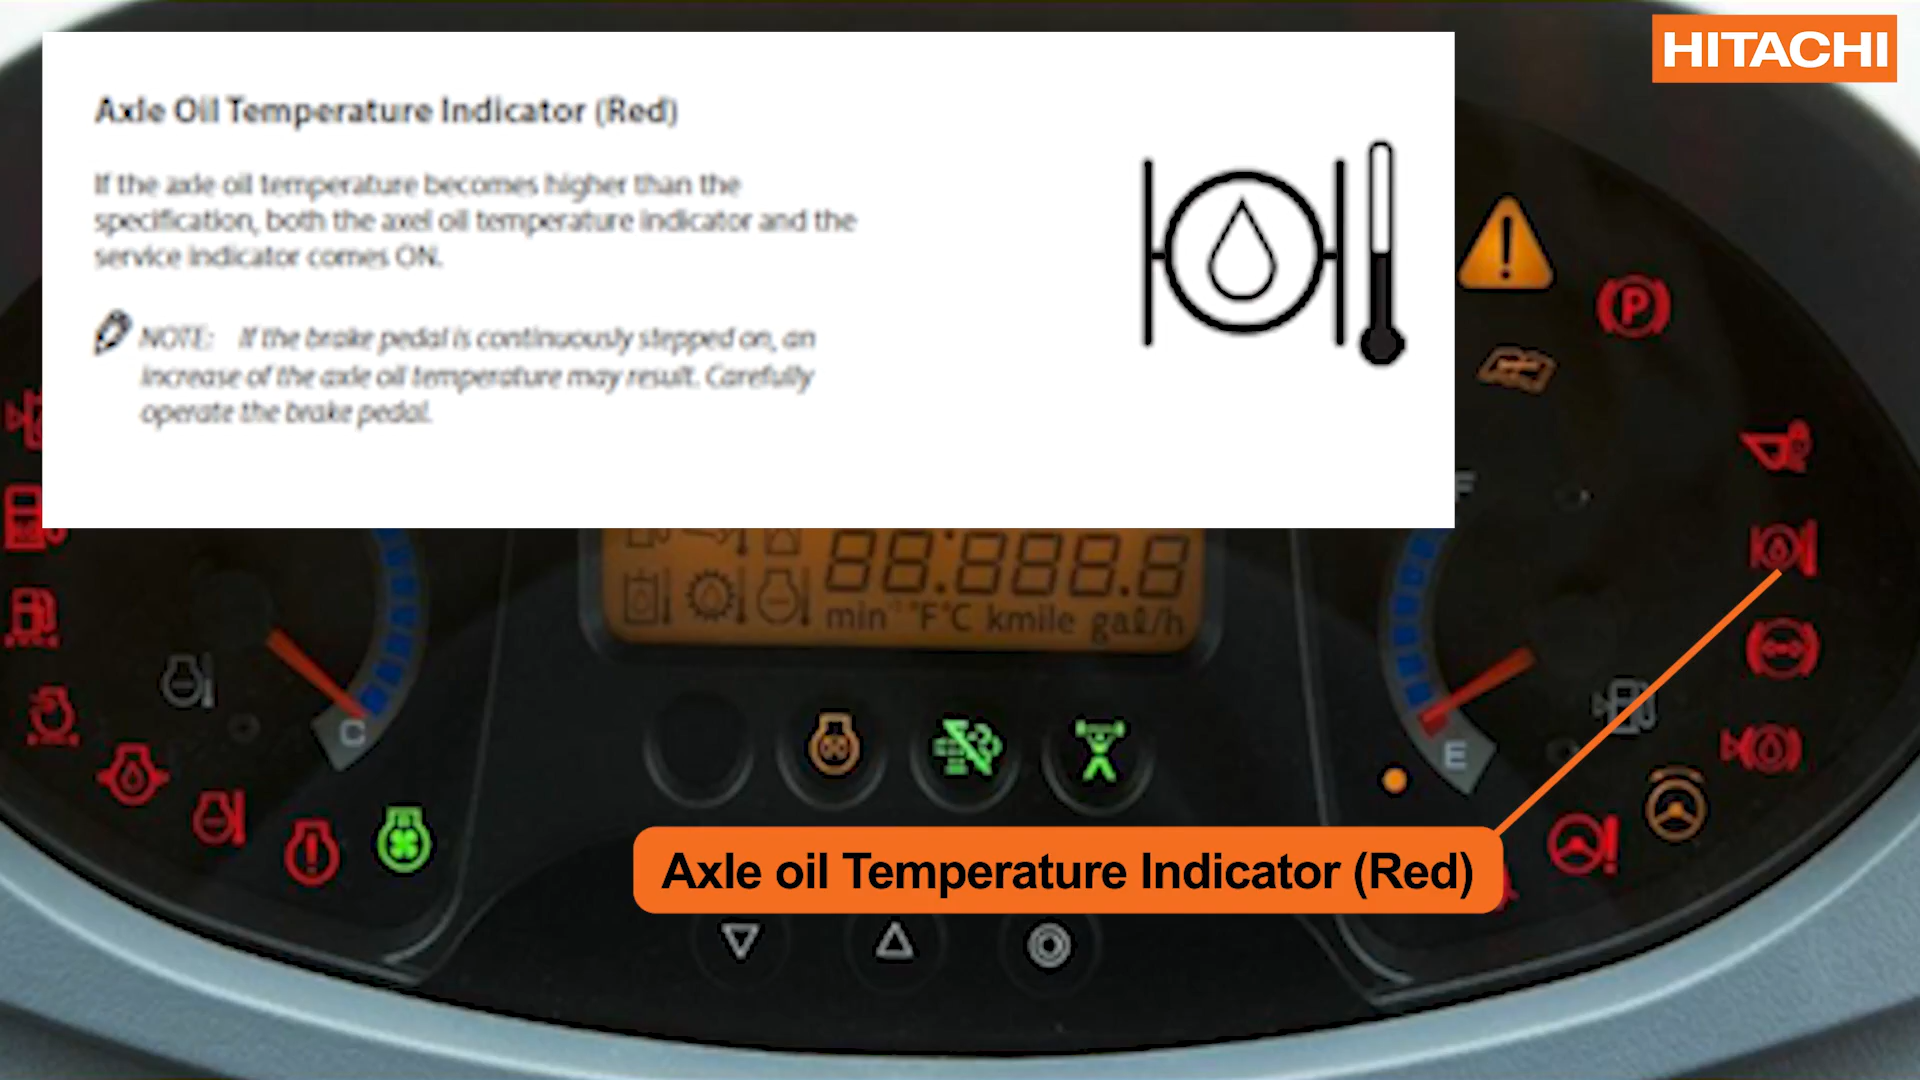 HITACHI
Axle Oil Temperature Indicator (Red)
If the axle oil temperature becomes higher than the
specification, both the axel oil temperature indicator and the
service indicator comes ON.
NOTE: If the brake pedal is continuously stepped on, an
increase of the axle oil temperature may result. Carefully
operate the brake pedal.
P
F
88.888.8
min °F°C kmile gaℓ/h
C
E
Axle oil Temperature Indicator (Red)